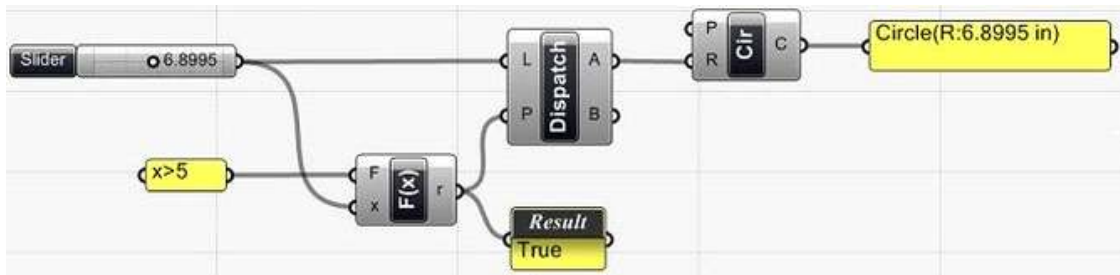 Slider
6.8995
x>5
F
x
F(x)
r
L
P
Dispatch
A
B
Result
True
P
R
Cir
C
Circle(R:6.8995 in)